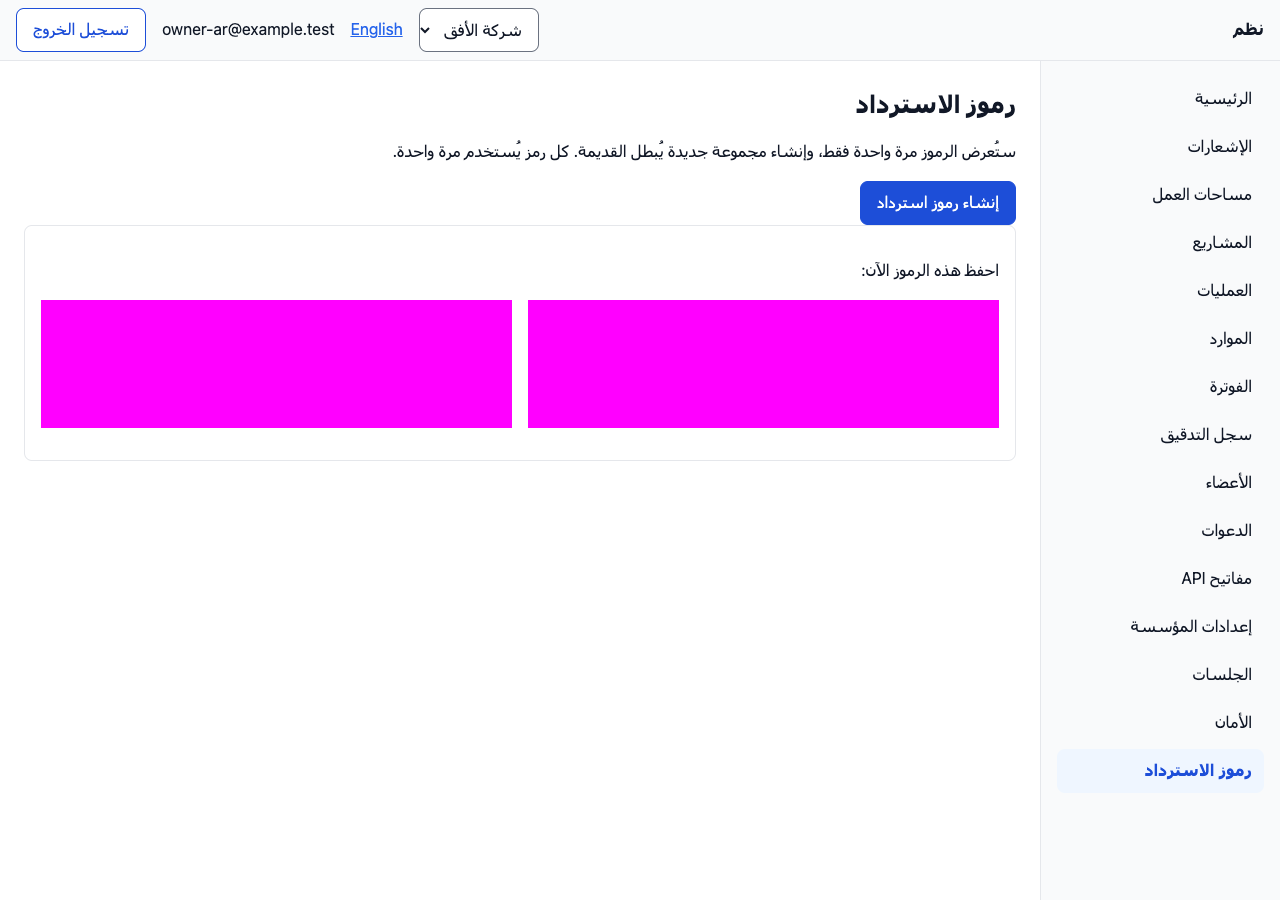 نظم
شركة الأفق
English
owner-ar@example.test
تسجيل الخروج
الرئيسية
الإشعارات
مساحات العمل
المشاريع
العمليات
الموارد
الفوترة
سجل التدقيق
الأعضاء
الدعوات
مفاتيح API
إعدادات المؤسسة
الجلسات
الأمان
رموز الاسترداد
رموز الاسترداد
ستُعرض الرموز مرة واحدة فقط، وإنشاء مجموعة جديدة يُبطل القديمة. كل رمز يُستخدم مرة واحدة.
إنشاء رموز استرداد
احفظ هذه الرموز الآن: